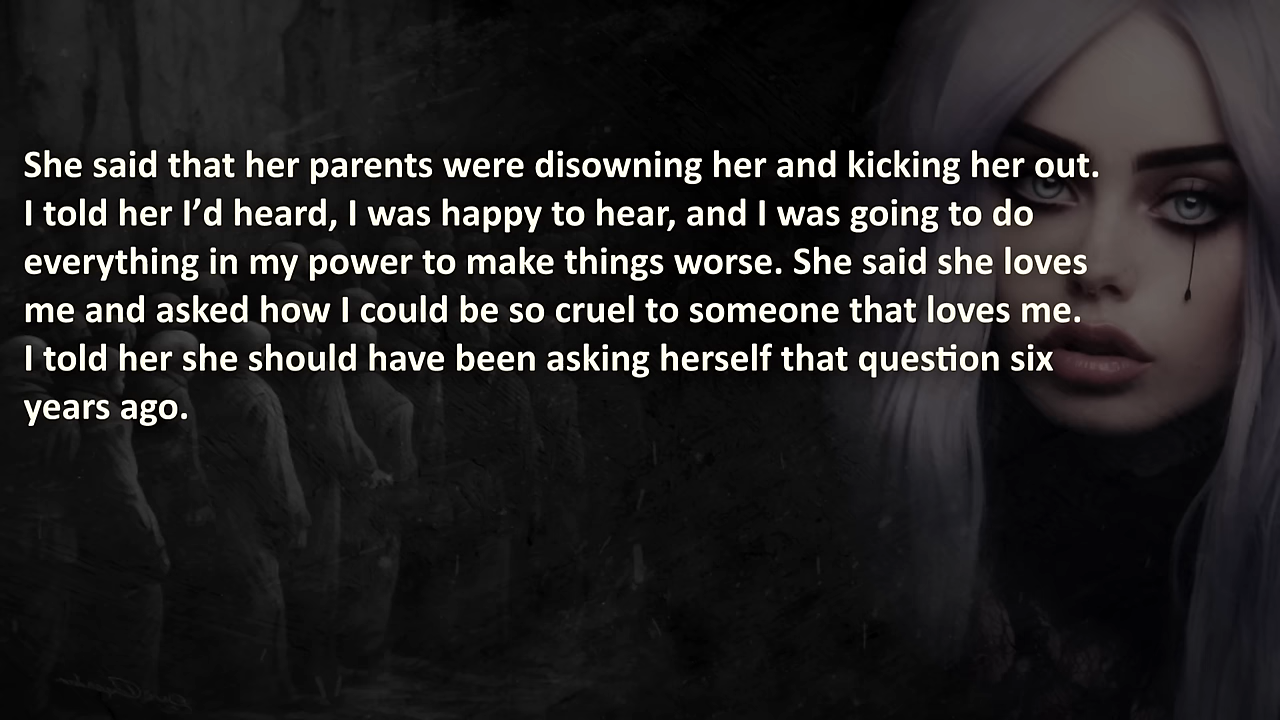 She said that her parents were disowning her and kicking her out.
I told her I’d heard, I was happy to hear, and I was going to do
everything in my power to make things worse. She said she loves
me and asked how I could be so cruel to someone that loves me.
I told her she should have been asking herself that question six
years ago.